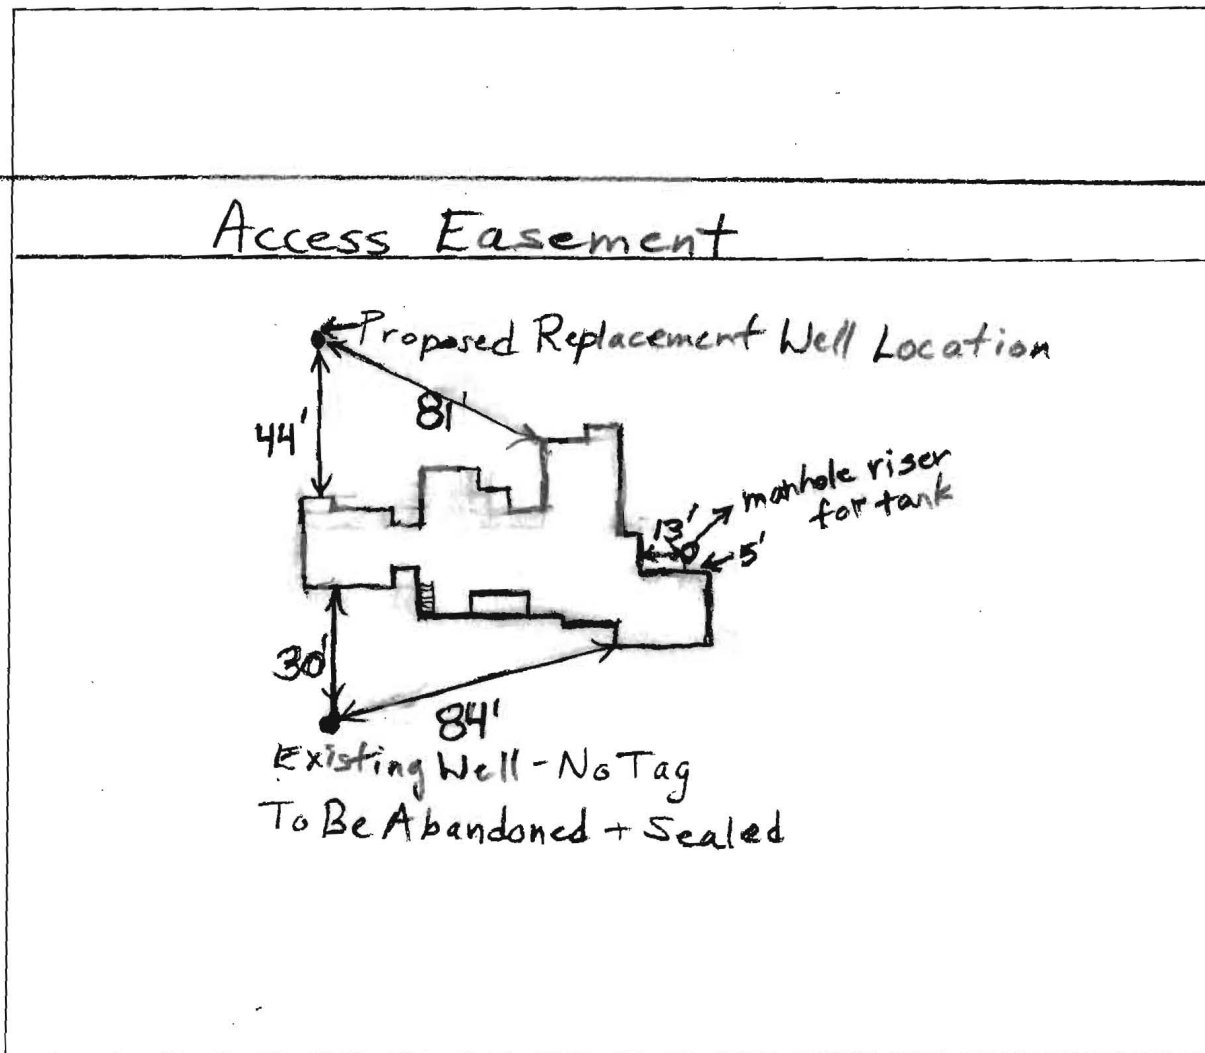 Access Easement
Proposed Replacement Well Location
81'
44'
manhole riser
for tank
13'
5'
30'
84'
Existing Well - No Tag
To Be Abandoned + Sealed